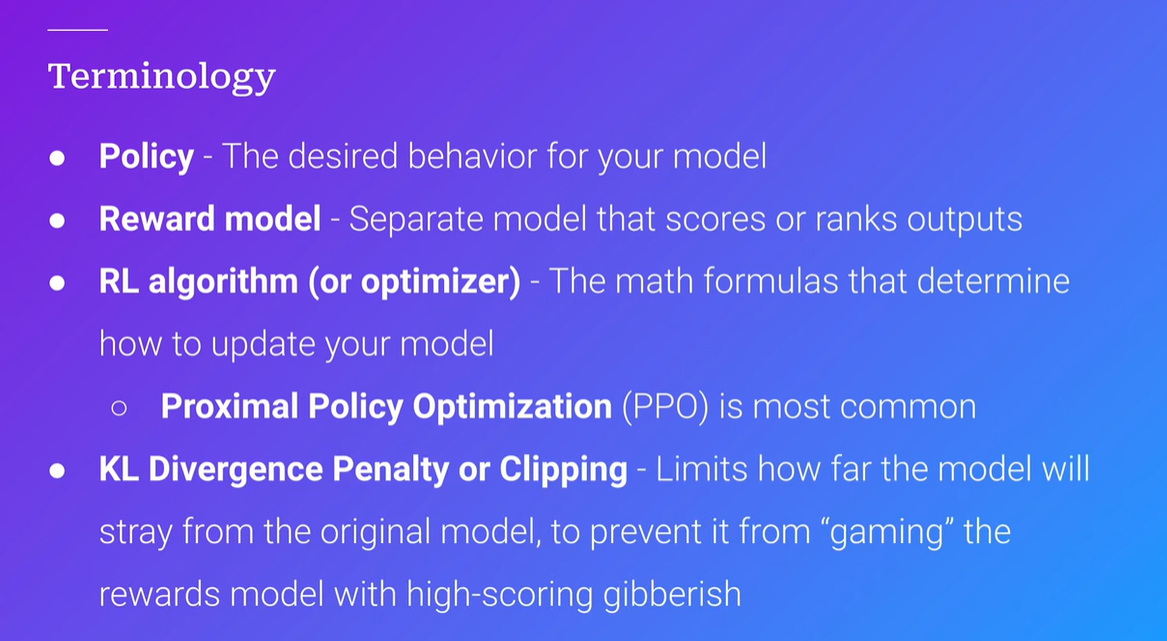 Terminology
● Policy - The desired behavior for your model
● Reward model - Separate model that scores or ranks outputs
● RL algorithm (or optimizer) - The math formulas that determine
how to update your model
○ Proximal Policy Optimization (PPO) is most common
● KL Divergence Penalty or Clipping - Limits how far the model will
stray from the original model, to prevent it from “gaming” the
rewards model with high-scoring gibberish